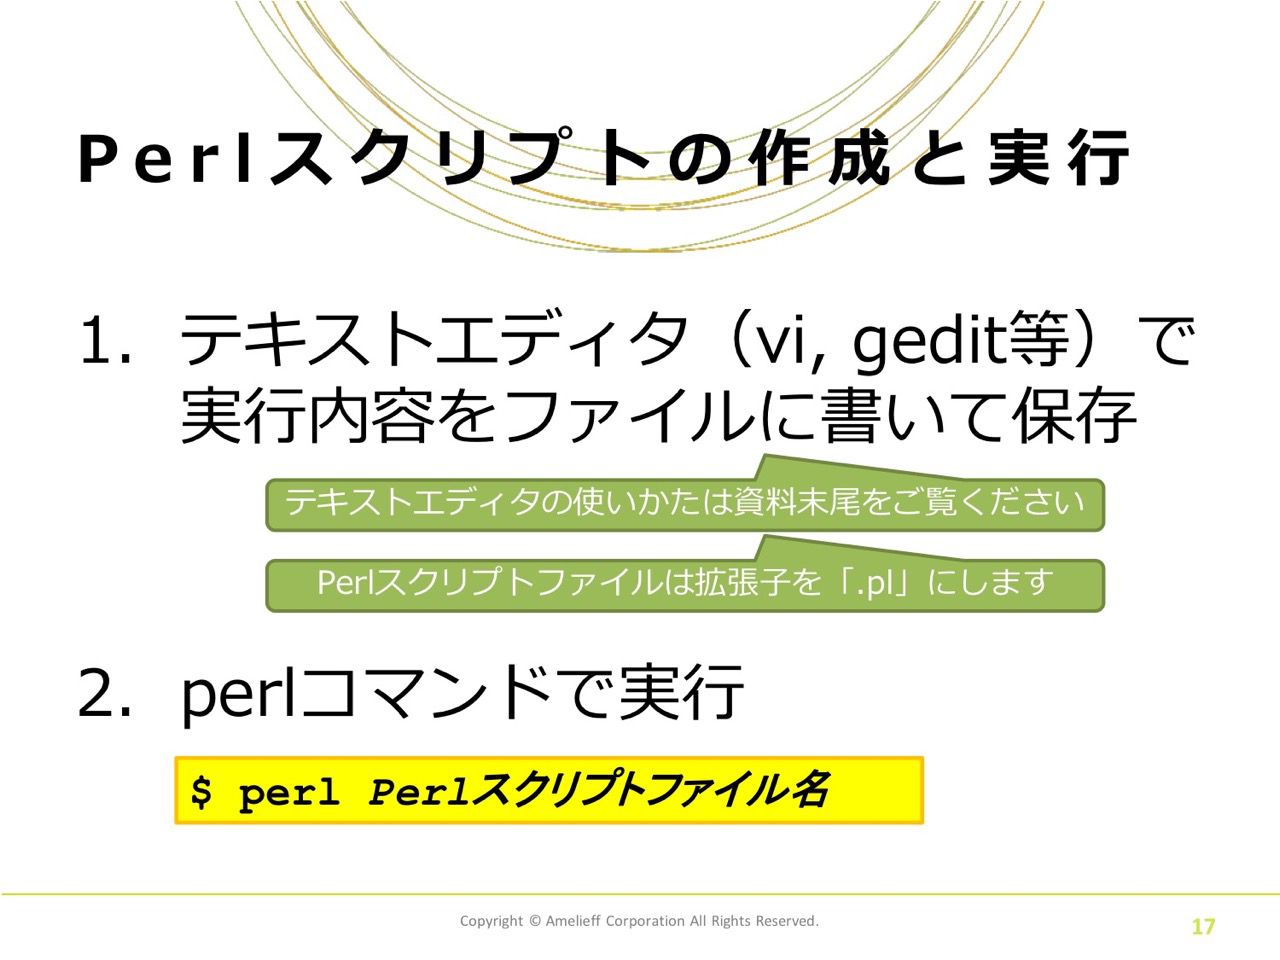 Perlスクリプトの作成と実行
1. テキストエディタ（vi, gedit等）で
実行内容をファイルに書いて保存
テキストエディタの使いかたは資料末尾をご覧ください
Perlスクリプトファイルは拡張子を「.pl」にします
2. perlコマンドで実行
$ perl Perlスクリプトファイル名
Copyright © Amelieff Corporation All Rights Reserved.
17